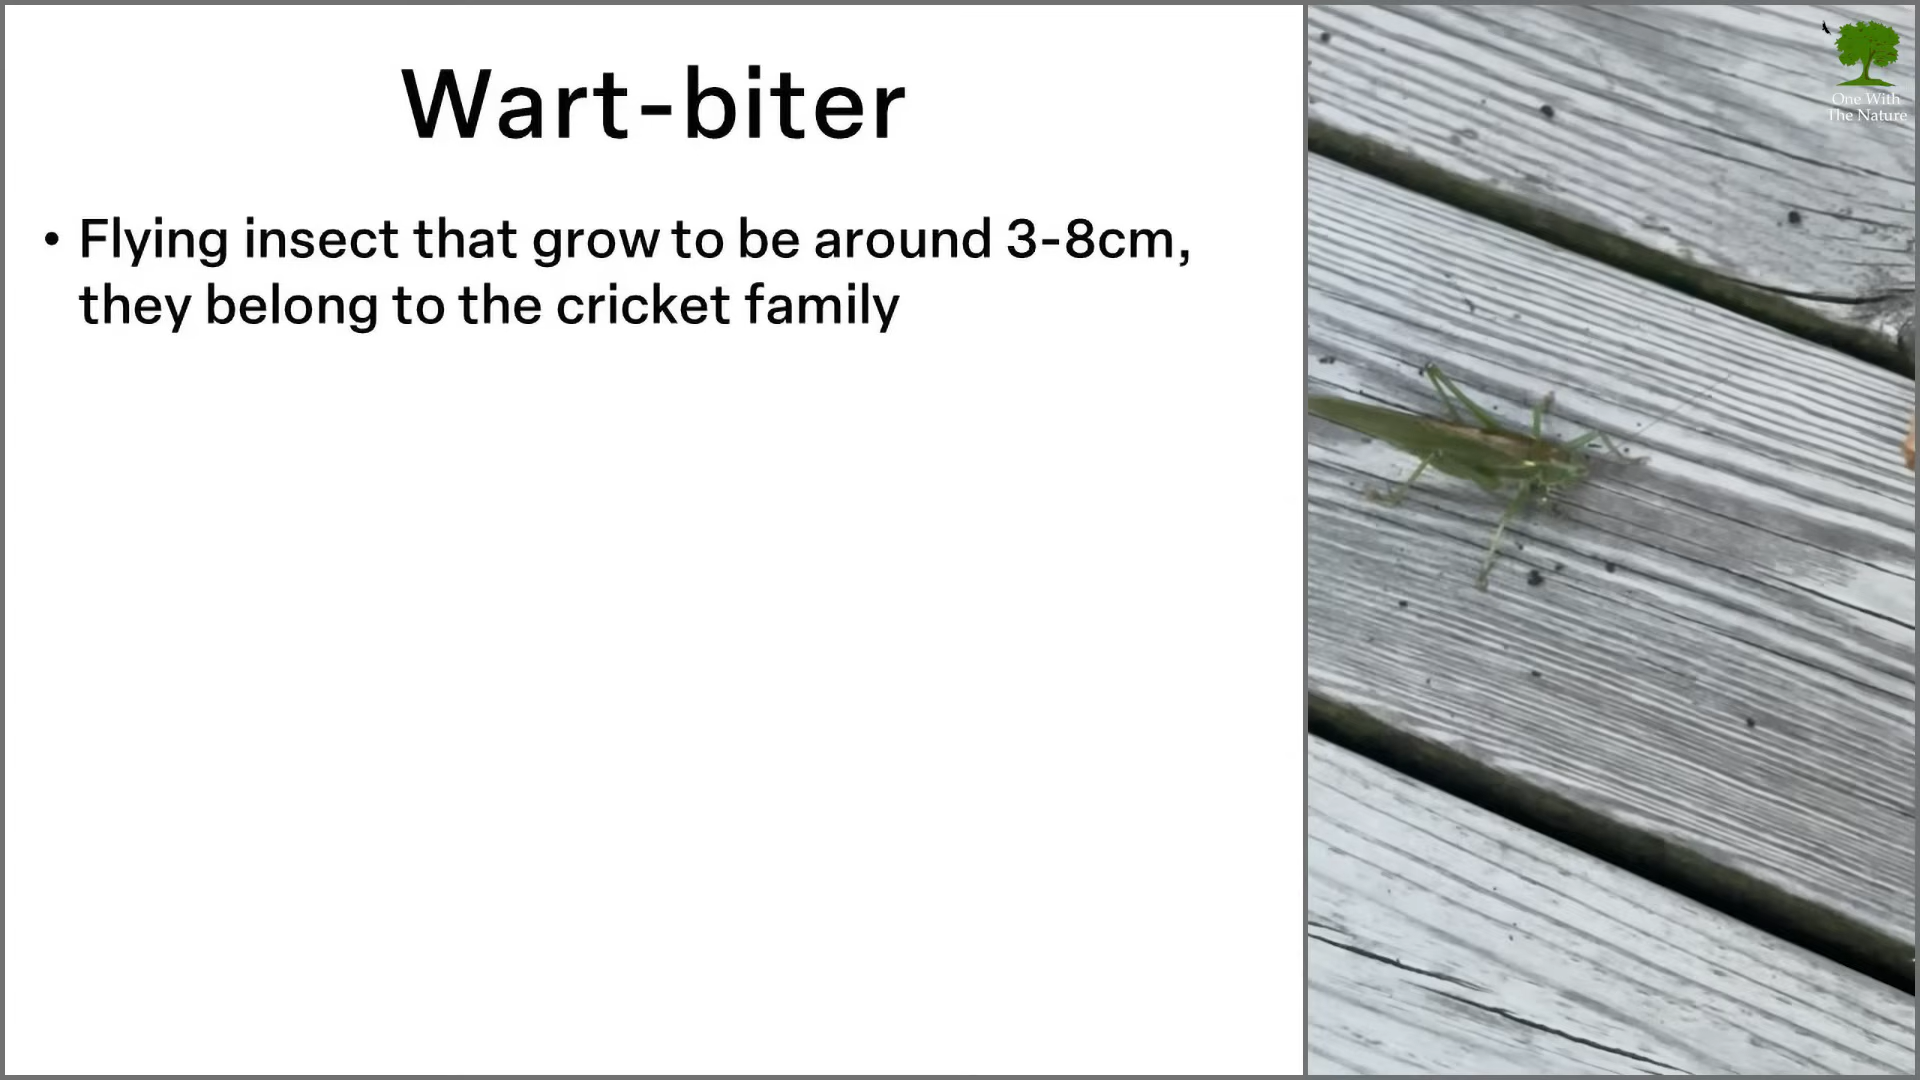 Wart-biter
• Flying insect that grow to be around 3-8cm,
they belong to the cricket family
One With
The Nature